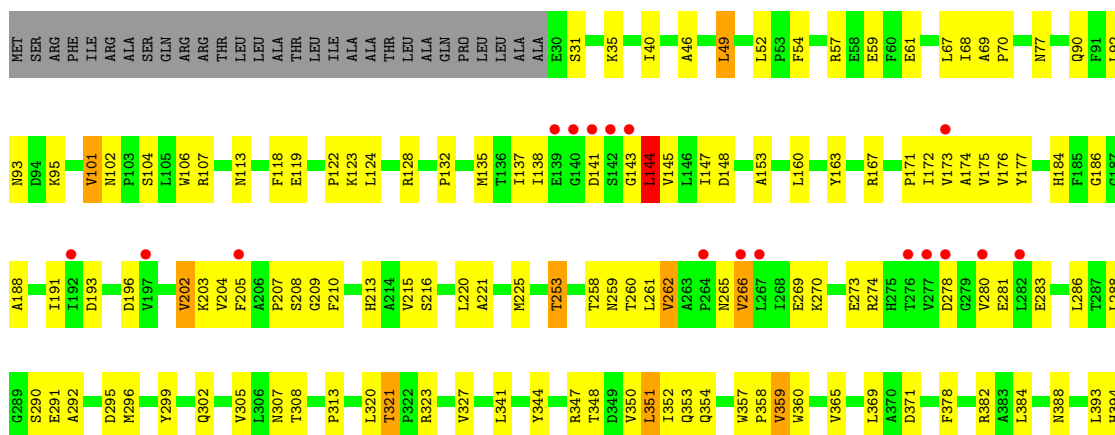 MET SER ARG PHE ILE ARG ALA SER GLN ARG ARG THR LEU LEU ALA THR LEU ILE ALA ALA THR LEU ALA GLN PRO LEU LEU ALA ALA E30 S31 K35 I40 A46 L49 L52 P53 F54 R57 E58 E59 F60 E61 L67 I68 A69 P70 N77 Q90 F91 L92
N93 D94 K95 V101 N102 P103 S104 L105 W106 R107 N113 F118 E119 P122 K123 L124 R128 P132 M135 T136 I137 I138 E139 G140 D141 S142 G143 L144 V145 L146 I147 D148 A153 L160 Y163 R167 P171 I172 V173 A174 V175 V176 Y177 H184 F185 G186 G187
A188 I191 I192 D193 D196 V197 V202 K203 V204 F205 A206 P207 S208 G209 F210 H213 A214 V215 S216 L220 A221 M225 T253 T258 N259 T260 L261 V262 A263 P264 N265 V266 L267 I268 E269 K270 E273 R274 H275 T276 V277 D278 G279 V280 E281 L282 E283 L286 T287 L288
G289 S290 E291 A292 D295 M296 Y299 Q302 V305 L306 N307 T308 P313 L320 T321 P322 R323 V327 L341 Y344 R347 T348 D349 V350 L351 I352 Q353 Q354 W357 P358 V359 W360 V365 L369 A370 D371 F378 R382 A383 L384 N388 L393